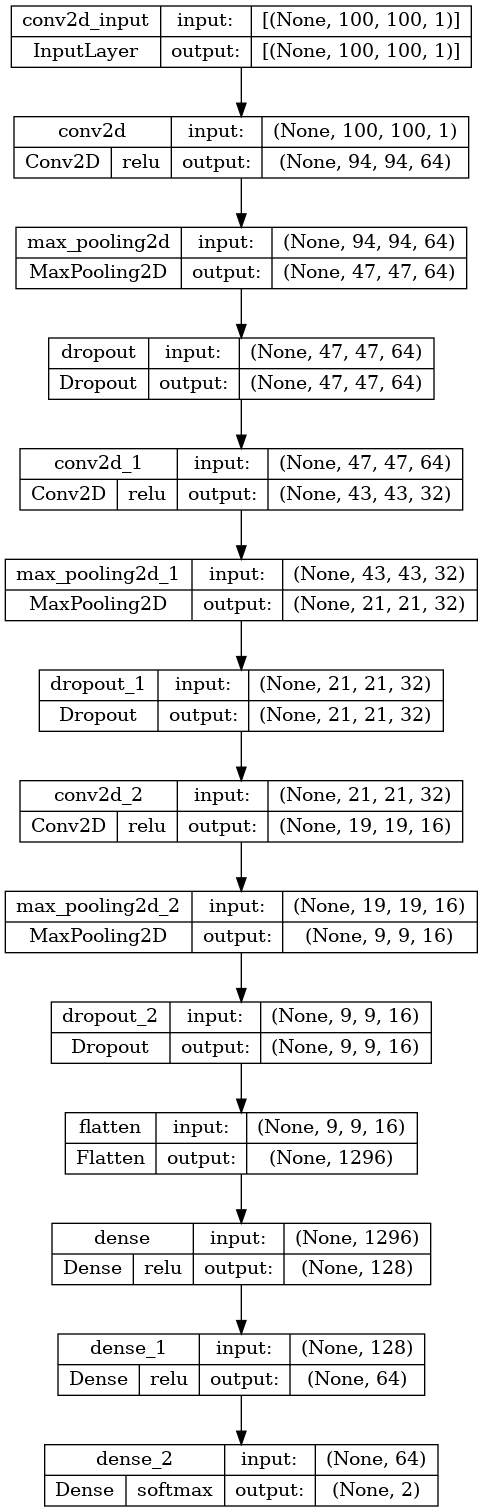 conv2d_input input: [(None, 100, 100, 1)]
InputLayer output: [(None, 100, 100, 1)]
conv2d input: (None, 100, 100, 1)
Conv2D relu output: (None, 94, 94, 64)
max_pooling2d input: (None, 94, 94, 64)
MaxPooling2D output: (None, 47, 47, 64)
dropout input: (None, 47, 47, 64)
Dropout output: (None, 47, 47, 64)
conv2d_1 input: (None, 47, 47, 64)
Conv2D relu output: (None, 43, 43, 32)
max_pooling2d_1 input: (None, 43, 43, 32)
MaxPooling2D output: (None, 21, 21, 32)
dropout_1 input: (None, 21, 21, 32)
Dropout output: (None, 21, 21, 32)
conv2d_2 input: (None, 21, 21, 32)
Conv2D relu output: (None, 19, 19, 16)
max_pooling2d_2 input: (None, 19, 19, 16)
MaxPooling2D output: (None, 9, 9, 16)
dropout_2 input: (None, 9, 9, 16)
Dropout output: (None, 9, 9, 16)
flatten input: (None, 9, 9, 16)
Flatten output: (None, 1296)
dense input: (None, 1296)
Dense relu output: (None, 128)
dense_1 input: (None, 128)
Dense relu output: (None, 64)
dense_2 input: (None, 64)
Dense softmax output: (None, 2)